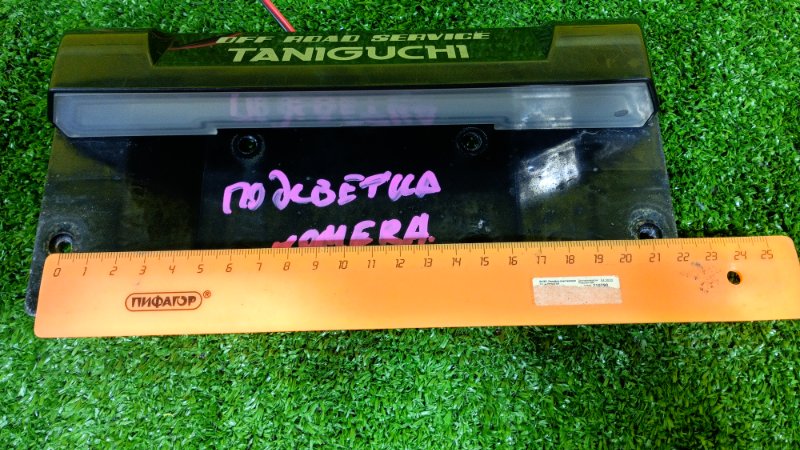 OFF ROAD SERVICE
TANIGUCHI
ПОДСВЕТКА
НОМЕRА.
0 1 2 3 4 5 6 7 8 9 10 11 12 13 14 15 16 17 18 19 20 21 22 23 24 25
ПИФАГОР®